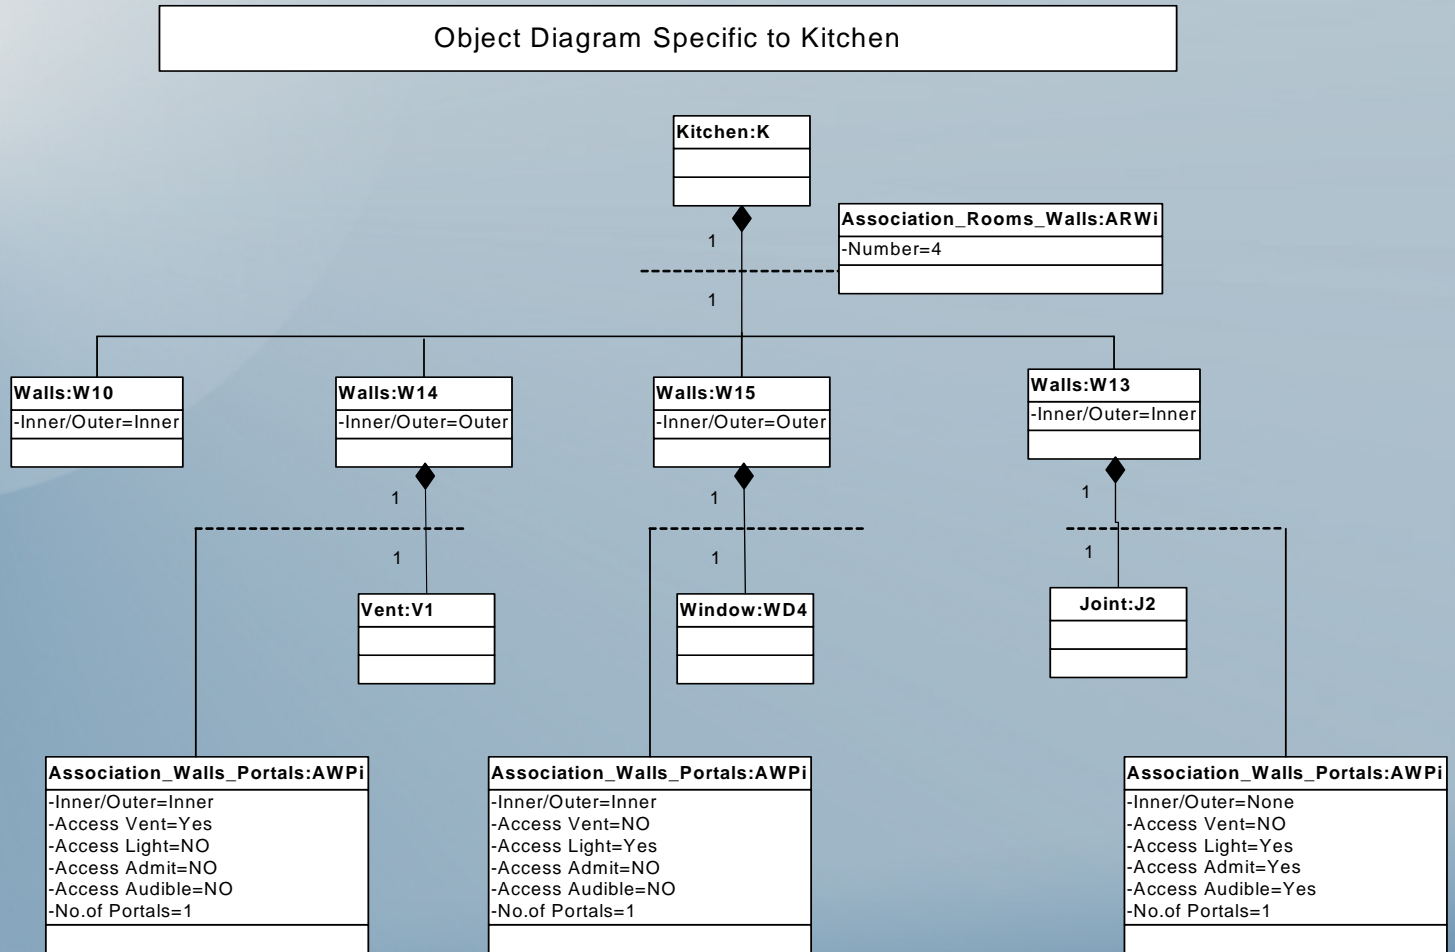 Object Diagram Specific to Kitchen
Kitchen:K
Association_Rooms_Walls:ARWi
-Number=4
1
1
Walls:W10
-Inner/Outer=Inner
Walls:W14
-Inner/Outer=Outer
Walls:W15
-Inner/Outer=Outer
Walls:W13
-Inner/Outer=Inner
1
1
1
1
1
1
Vent:V1
Window:WD4
Joint:J2
Association_Walls_Portals:AWPi
-Inner/Outer=Inner
-Access Vent=Yes
-Access Light=NO
-Access Admit=NO
-Access Audible=NO
-No.of Portals=1
Association_Walls_Portals:AWPi
-Inner/Outer=Inner
-Access Vent=NO
-Access Light=Yes
-Access Admit=NO
-Access Audible=NO
-No.of Portals=1
Association_Walls_Portals:AWPi
-Inner/Outer=None
-Access Vent=NO
-Access Light=Yes
-Access Admit=Yes
-Access Audible=Yes
-No.of Portals=1